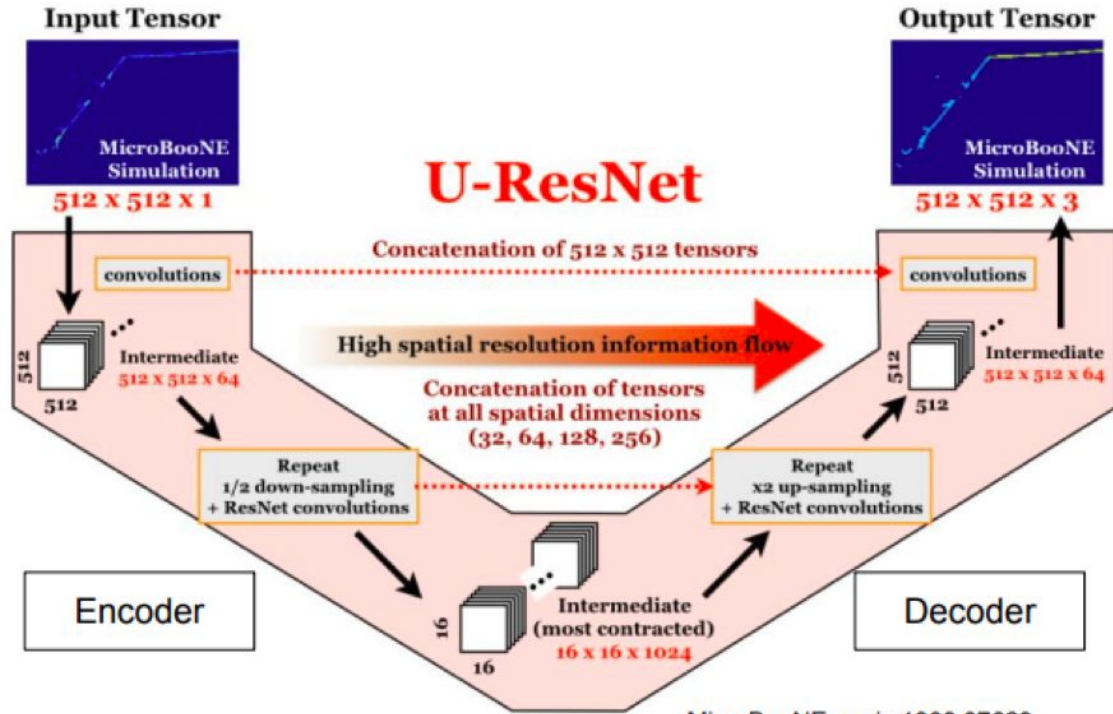 Input Tensor
Output Tensor
MicroBooNE
Simulation
MicroBooNE
Simulation
512 x 512 x 1
U-ResNet
512 x 512 x 3
Concatenation of 512 x 512 tensors
convolutions
convolutions
High spatial resolution information flow
512
512
Intermediate
512 x 512 x 64
Concatenation of tensors
at all spatial dimensions
(32, 64, 128, 256)
512
512
Intermediate
512 x 512 x 64
Repeat
1/2 down-sampling
+ ResNet convolutions
Repeat
x2 up-sampling
+ ResNet convolutions
Encoder
16
16
Intermediate
(most contracted)
16 x 16 x 1024
Decoder